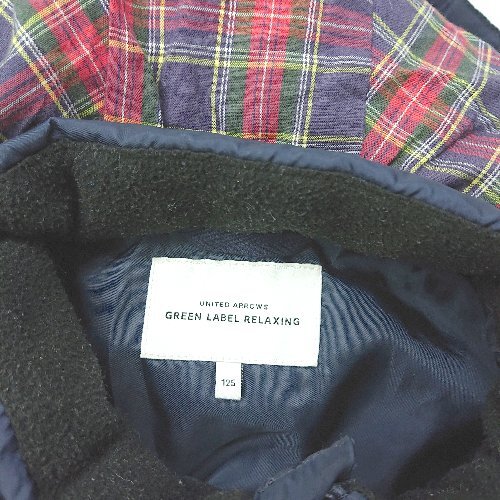 UNITED ARROWS
GREEN LABEL RELAXING
125